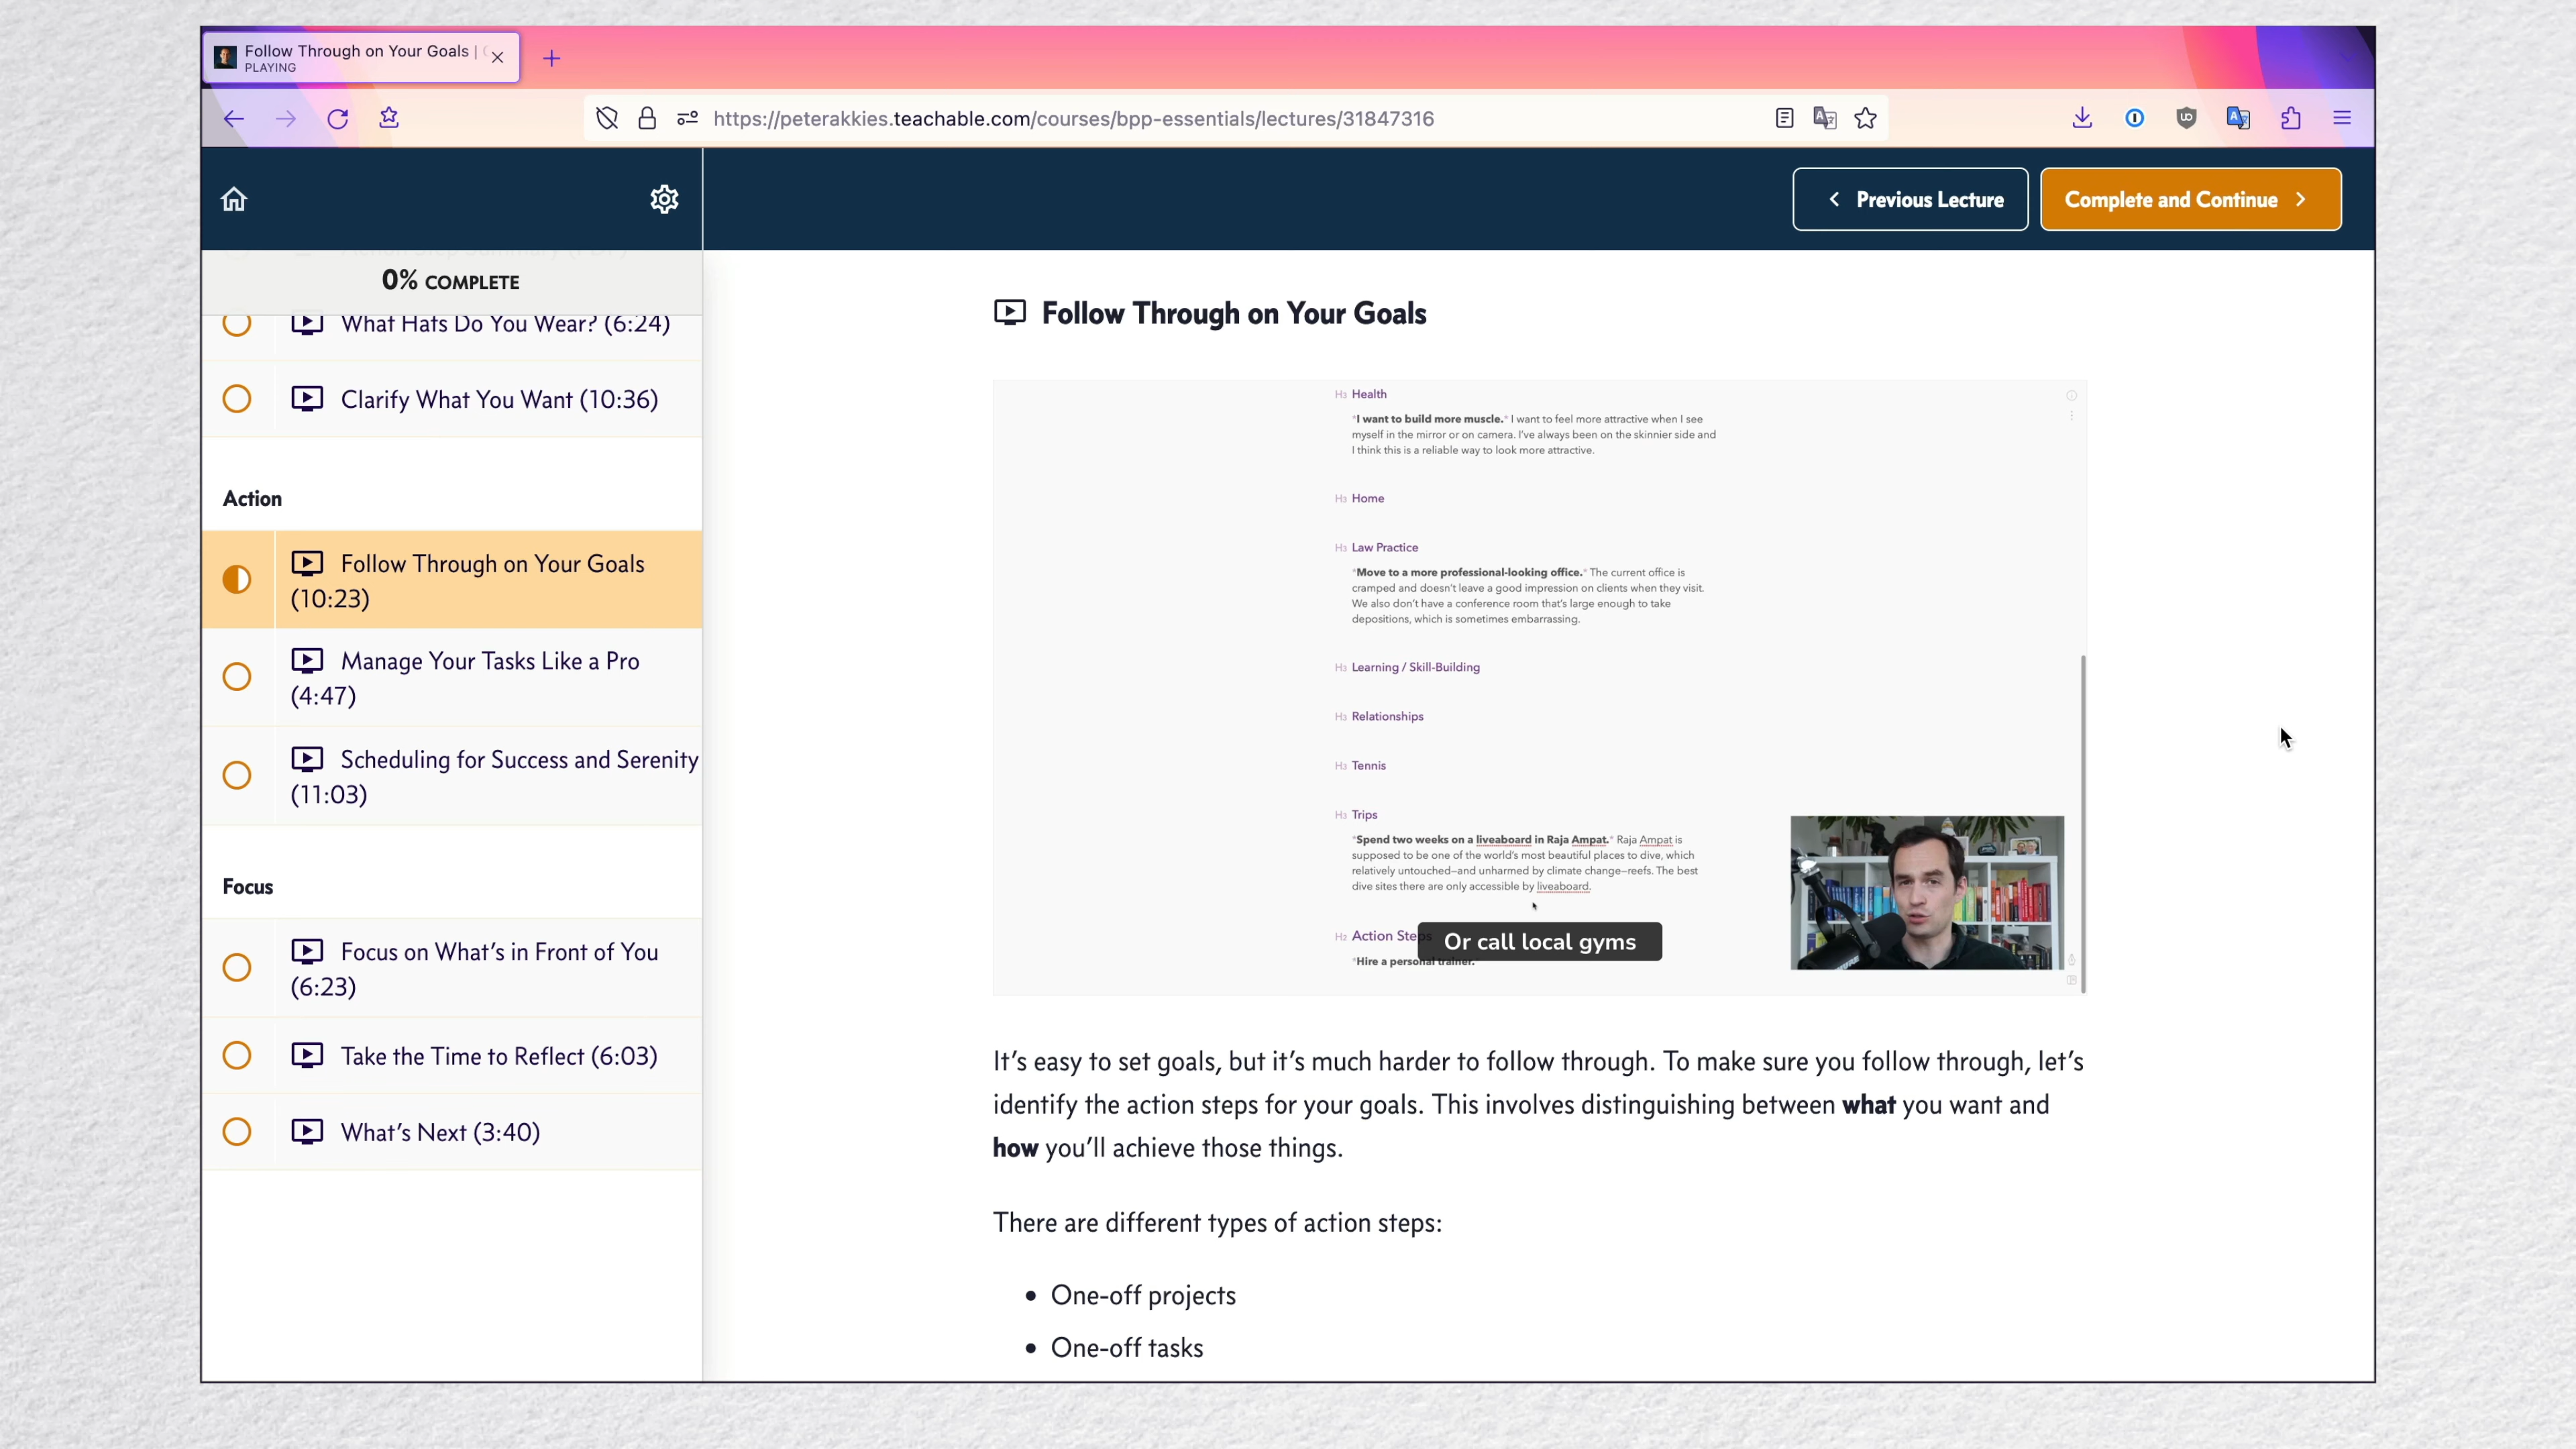 Follow Through on Your Goals |
PLAYING
https://peterakkies.teachable.com/courses/bpp-essentials/lectures/31847316
Previous Lecture
Complete and Continue
0% COMPLETE
What Hats Do You Wear? (6:24)
Clarify What You Want (10:36)
Action
Follow Through on Your Goals
(10:23)
Manage Your Tasks Like a Pro
(4:47)
Scheduling for Success and Serenity
(11:03)
Focus
Focus on What's in Front of You
(6:23)
Take the Time to Reflect (6:03)
What's Next (3:40)
Follow Through on Your Goals
H3 Health
*I want to build more muscle.* I want to feel more attractive when I see
myself in the mirror or on camera. I've always been on the skinnier side and
I think this is a reliable way to look more attractive.
H3 Home
H3 Law Practice
*Move to a more professional-looking office.* The current office is
cramped and doesn't leave a good impression on clients when they visit.
We also don't have a conference room that's large enough to take
depositions, which is sometimes embarrassing.
H3 Learning / Skill-Building
H3 Relationships
H3 Tennis
H3 Trips
*Spend two weeks on a liveaboard in Raja Ampat.* Raja Ampat is
supposed to be one of the world's most beautiful places to dive, which
relatively untouched—and unharmed by climate change—reefs. The best
dive sites there are only accessible by liveaboard.
H2 Action Steps
Or call local gyms
*Hire a personal trainer.*
It's easy to set goals, but it's much harder to follow through. To make sure you follow through, let's
identify the action steps for your goals. This involves distinguishing between what you want and
how you'll achieve those things.
There are different types of action steps:
• One-off projects
• One-off tasks